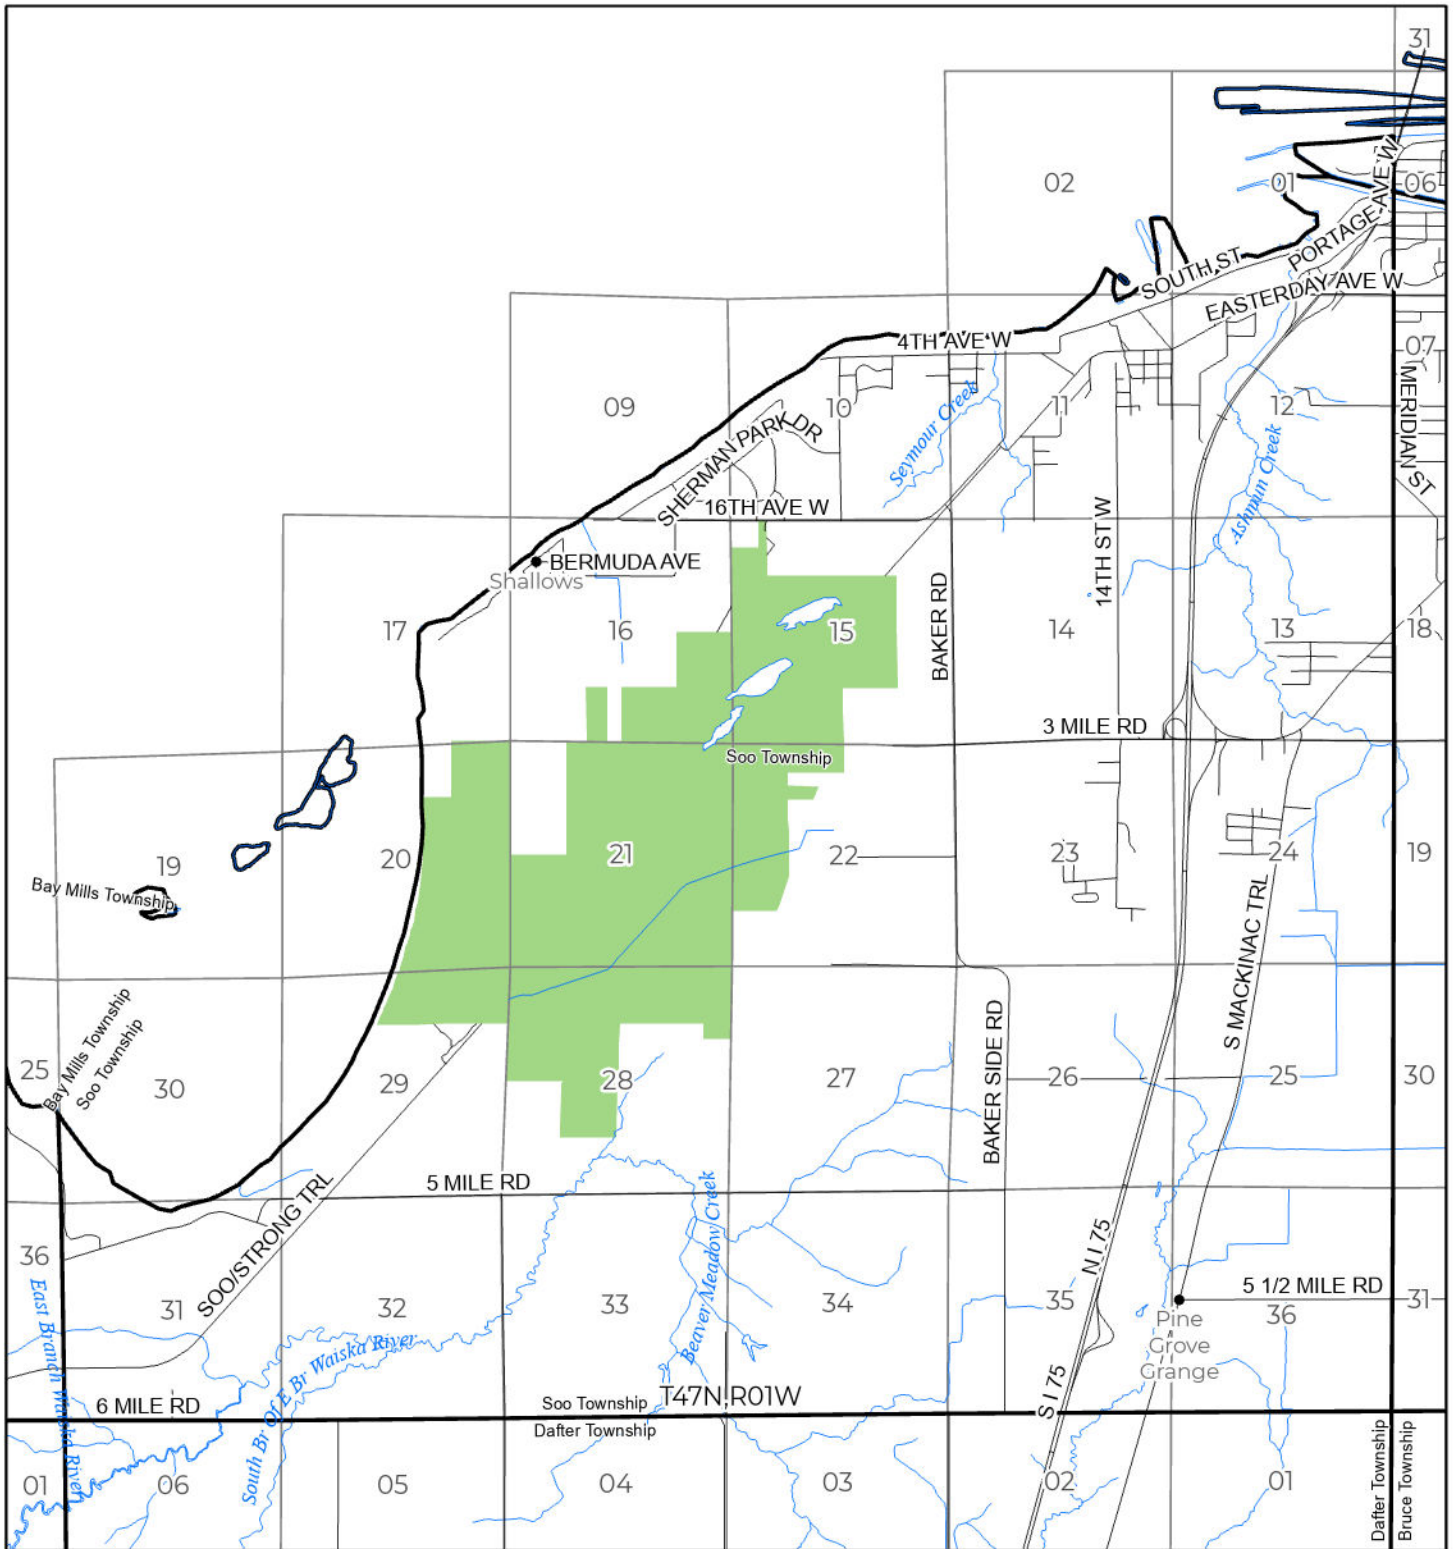 31
02
01
06
PORTAGE AVE W
SOUTH ST
EASTERDAY AVE W
4TH AVE W
07
09
10
11
12
MERIDIAN ST
SHERMAN PARK DR
Seymour Creek
Ashmun Creek
16TH AVE W
BERMUDA AVE
Shallows
BAKER RD
14TH ST W
17
16
15
14
13
18
3 MILE RD
Soo Township
19
20
21
22
23
24
19
Bay Mills Township
S MACKINAC TRL
Bay Mills Township
Soo Township
BAKER SIDE RD
25
30
29
28
27
26
25
30
5 MILE RD
SOO/STRONG TRL
Beaver Meadow Creek
N I 75
36
East Branch Waiska River
31
32
33
34
35
5 1/2 MILE RD
36
31
Pine
Grove
Grange
South Br Of E Br Waiska River
S I 75
6 MILE RD
Soo Township
T47N R01W
Dafter Township
01
06
05
04
03
02
01
Dafter Township
Bruce Township